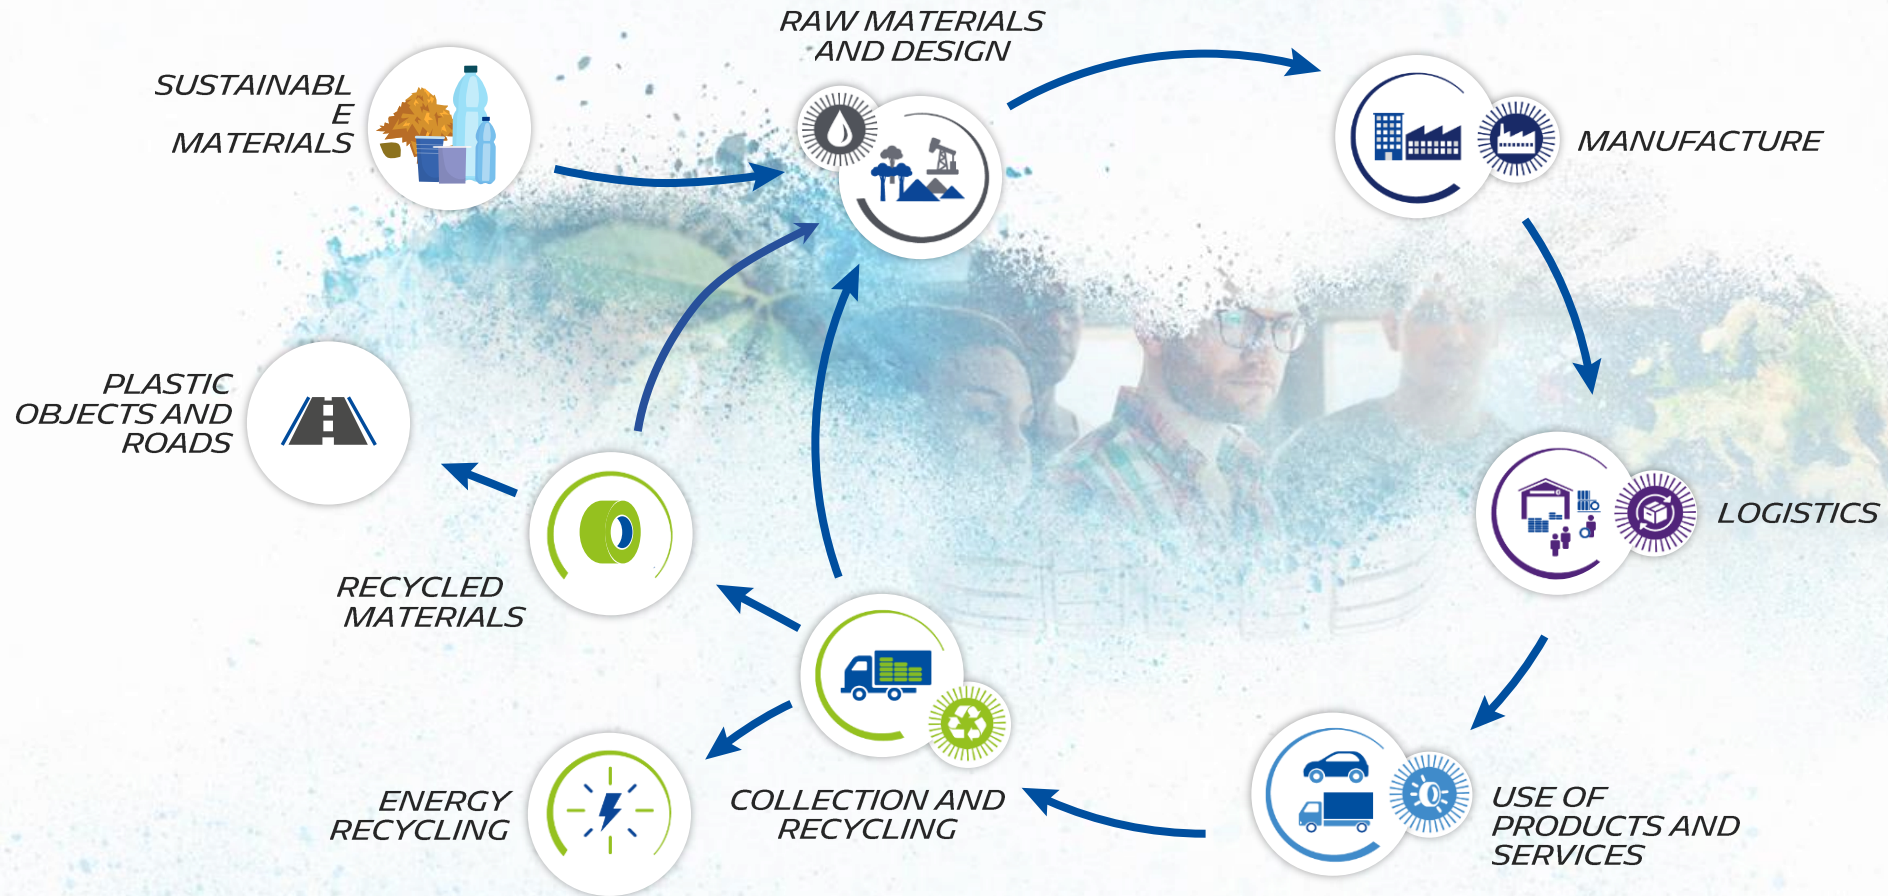 RAW MATERIALS
AND DESIGN
SUSTAINABL
E
MATERIALS
MANUFACTURE
PLASTIC
OBJECTS AND
ROADS
LOGISTICS
RECYCLED
MATERIALS
ENERGY
RECYCLING
COLLECTION AND
RECYCLING
USE OF
PRODUCTS AND
SERVICES